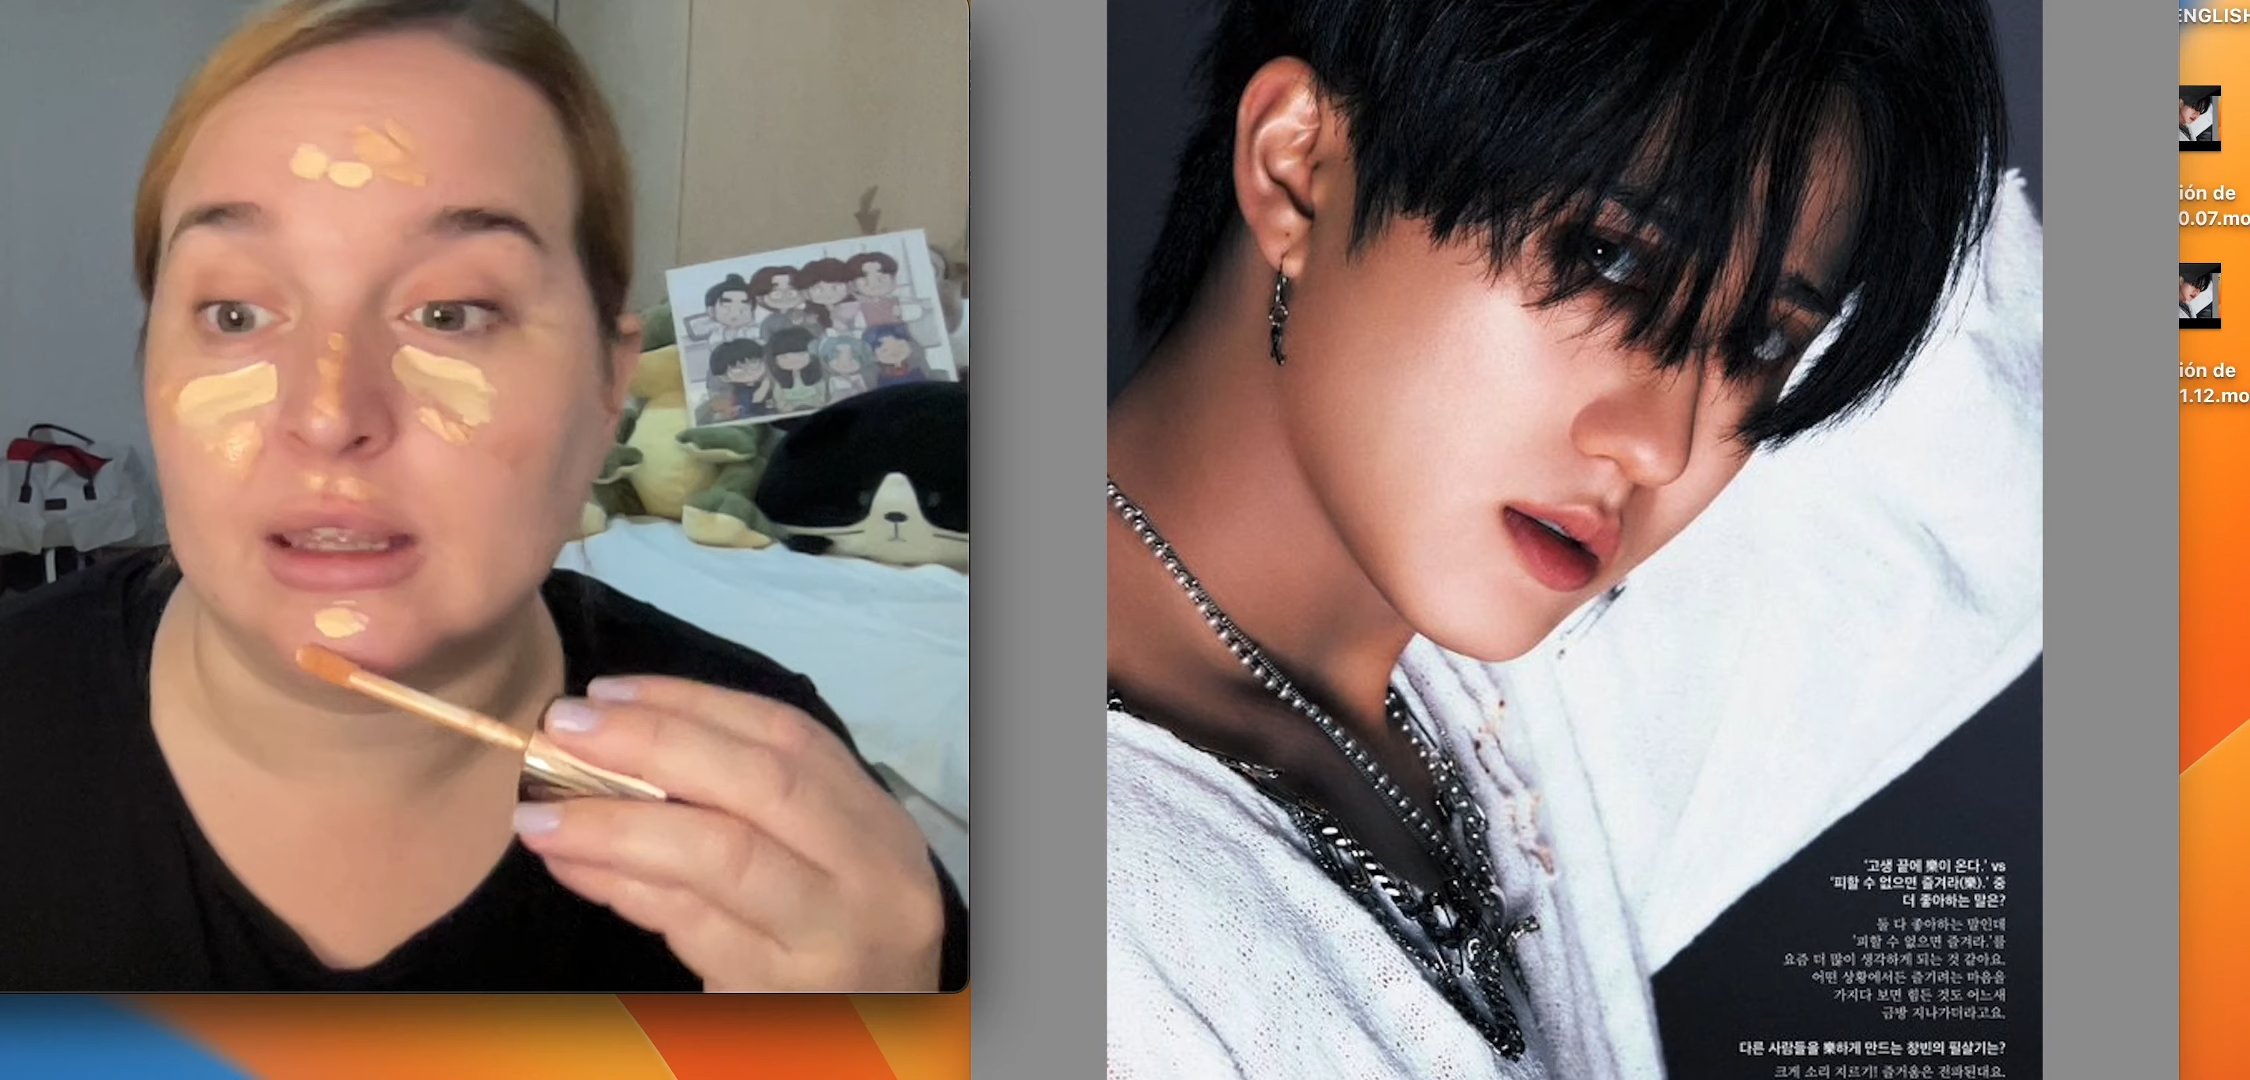 ENGLISH
ión de
0.07.mo
ión de
1.12.mo
'고생 끝에 樂이 온다.' vs
'피할 수 없으면 즐겨라(樂).' 중
더 좋아하는 말은?
둘 다 좋아하는 말인데
'피할 수 없으면 즐겨라.'를
요즘 더 많이 생각하게 되는 것 같아요.
어떤 상황에서든 즐기려는 마음을
가지다 보면 힘든 것도 어느새
금방 지나가더라고요.
다른 사람들을 樂하게 만드는 창빈의 필살기는?
크게 소리 지르기! 즐거움은 전파된대요.